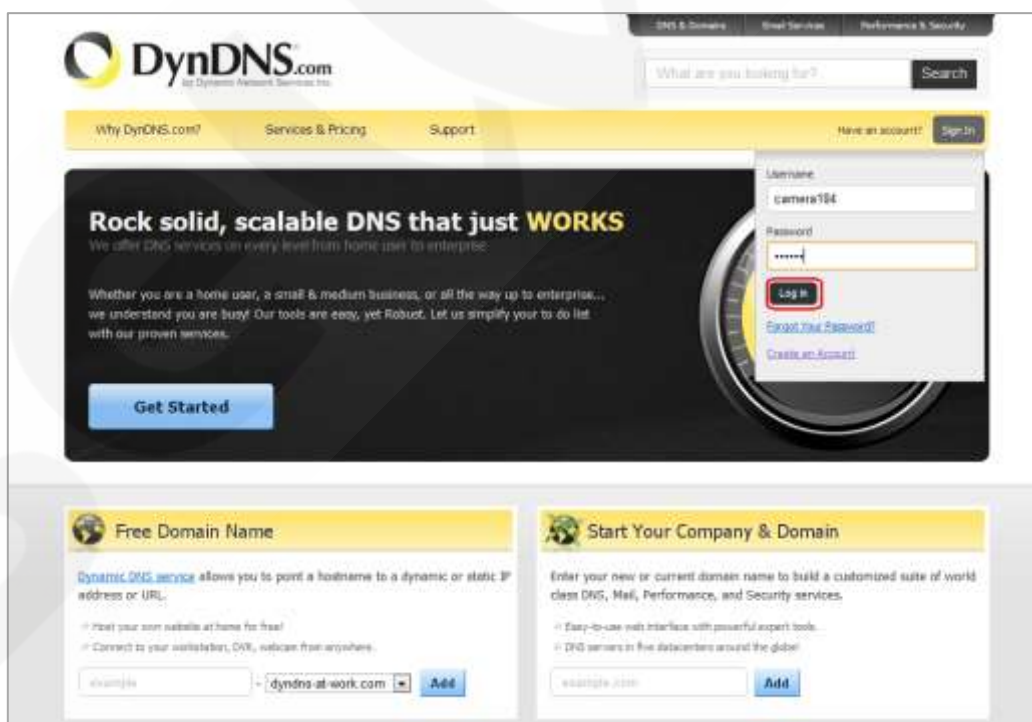 DNS & Domains Email Services Performance & Security
DynDNS.com
by Dynamic Network Services Inc.
What are you looking for? Search
Why DynDNS.com? Services & Pricing Support Have an account? Sign In
Username
camera184
Password
••••••
Log in
Forgot Your Password?
Create an Account
Rock solid, scalable DNS that just WORKS
We offer DNS services on every level from home user to enterprise
Whether you are a home user, a small & medium business, or all the way up to enterprise...
we understand you are busy! Our tools are easy, yet Robust. Let us simplify your to do list
with our proven services.
Get Started
Free Domain Name
Dynamic DNS service allows you to point a hostname to a dynamic or static IP
address or URL.
Host your own website at home for free!
Connect to your workstation, DVR, webcam from anywhere.
example - dyndns-at-work.com Add
Start Your Company & Domain
Enter your new or current domain name to build a customized suite of world
class DNS, Mail, Performance, and Security services.
Easy-to-use web interface with powerful expert tools.
DNS servers in five datacenters around the globe!
example.com Add